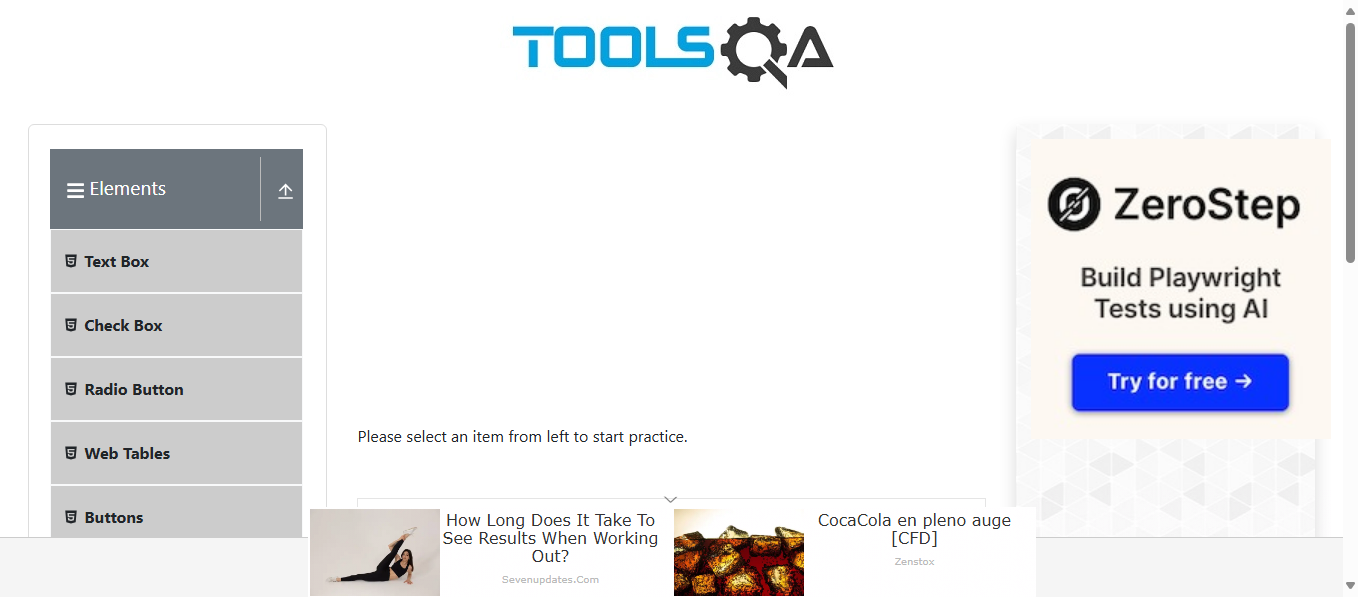 TOOLSQA
Elements
Text Box
Check Box
Radio Button
Web Tables
Buttons
Please select an item from left to start practice.
ZeroStep
Build Playwright
Tests using AI
Try for free →
How Long Does It Take To
See Results When Working
Out?
Sevenupdates.Com
CocaCola en pleno auge
[CFD]
Zenstox